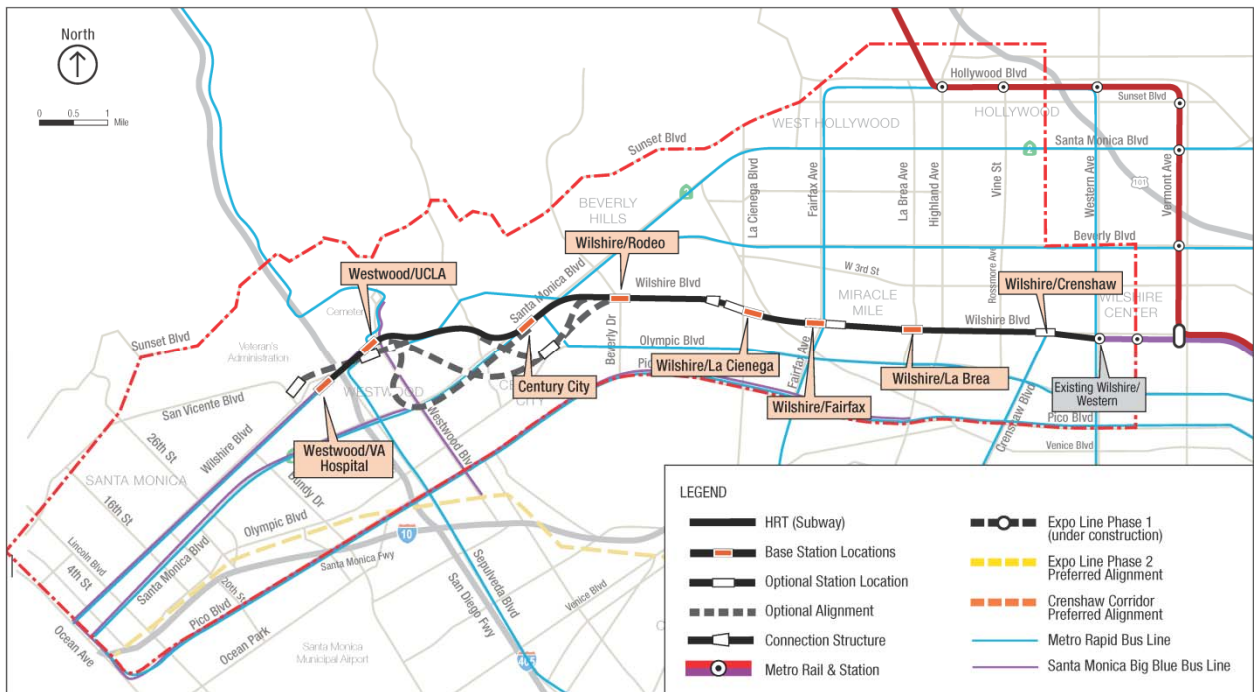 North
0 0.5 1
Mile
Hollywood Blvd
Sunset Blvd
HOLLYWOOD
WEST HOLLYWOOD
Sunset Blvd
Santa Monica Blvd
2
2
101
La Cienega Blvd
Fairfax Ave
La Brea Ave
Highland Ave
Vine St
Western Ave
Vermont Ave
BEVERLY HILLS
Beverly Blvd
Wilshire/Rodeo
Westwood/UCLA
Santa Monica Blvd
Wilshire Blvd
W 3rd St
Rossmore Ave
Wilshire/Crenshaw
MIRACLE
MILE
WILSHIRE
CENTER
Wilshire Blvd
Cemeter
Veteran's
Administration
Sunset Blvd
Beverly Dr
Olympic Blvd
Fairfax Ave
Wilshire/La Cienega
Century City
Wilshire/La Brea
Wilshire/Fairfax
Existing Wilshire/
Western
Crenshaw Blvd
Pico Blvd
Venice Blvd
WESTWOOD
CITY
San Vicente Blvd
Westwood Blv
Westwood/VA
Hospital
Wilshire Blvd
26th St
SANTA MONICA
16th St
Bundy Dr
Olympic Blvd
10
Lincoln Blvd
4th St
Santa Monica Blvd
20th St
Santa Monica Fwy
Pico Blvd
Ocean Park
Ocean Ave
Santa Monica
Municipal Airport
San Diego Fwy
Sepulveda Blvd
Venice Blvd
405
LEGEND
HRT (Subway)
Base Station Locations
Optional Station Location
Optional Alignment
Connection Structure
Metro Rail & Station
Expo Line Phase 1
(under construction)
Expo Line Phase 2
Preferred Alignment
Crenshaw Corridor
Preferred Alignment
Metro Rapid Bus Line
Santa Monica Big Blue Bus Line